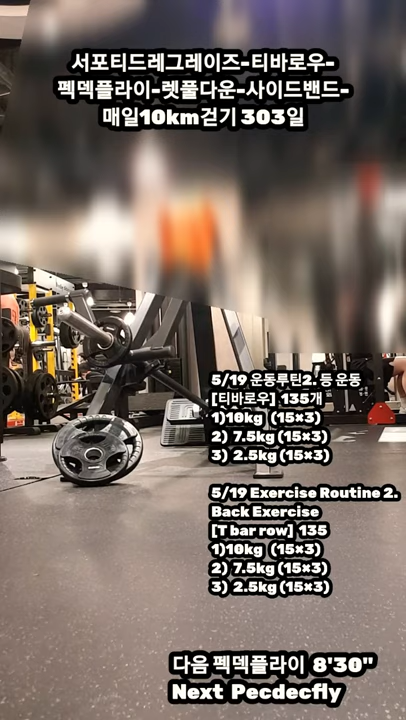 서포티드레그레이즈-티바로우-
펙덱플라이-렛풀다운-사이드밴드-
매일10km걷기 303일
5/19 운동루틴2. 등 운동
[티바로우] 135개
1)10kg (15×3)
2) 7.5kg (15×3)
3) 2.5kg (15×3)
5/19 Exercise Routine 2.
Back Exercise
[T bar row] 135
1)10kg (15×3)
2) 7.5kg (15×3)
3) 2.5kg (15×3)
다음 펙덱플라이 8'30"
Next Pecdecfly